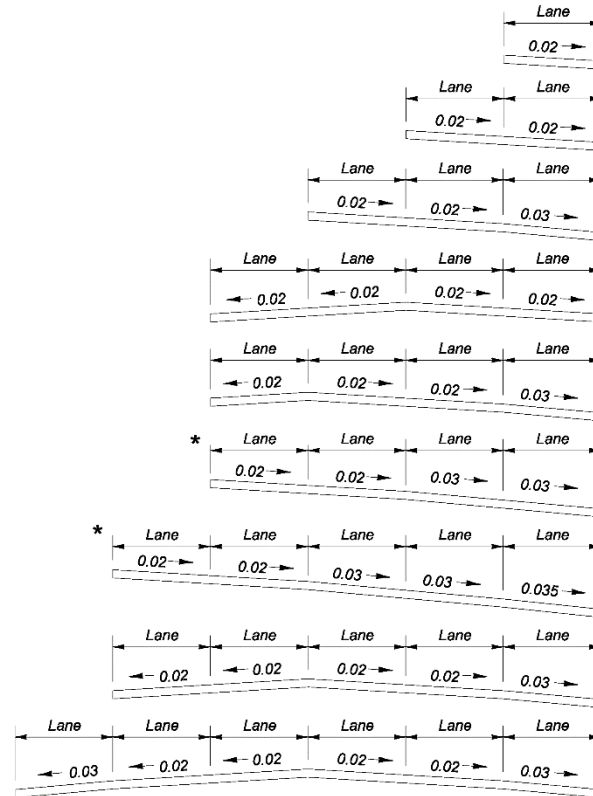 Lane
0.02
Lane Lane
0.02 0.02
Lane Lane Lane
0.02 0.02 0.03
Lane Lane Lane Lane
0.02 0.02 0.02 0.02
Lane Lane Lane Lane
0.02 0.02 0.02 0.03
* Lane Lane Lane Lane
0.02 0.02 0.03 0.03
* Lane Lane Lane Lane Lane
0.02 0.02 0.03 0.03 0.035
Lane Lane Lane Lane Lane
0.02 0.02 0.02 0.02 0.03
Lane Lane Lane Lane Lane Lane
0.03 0.02 0.02 0.02 0.02 0.03